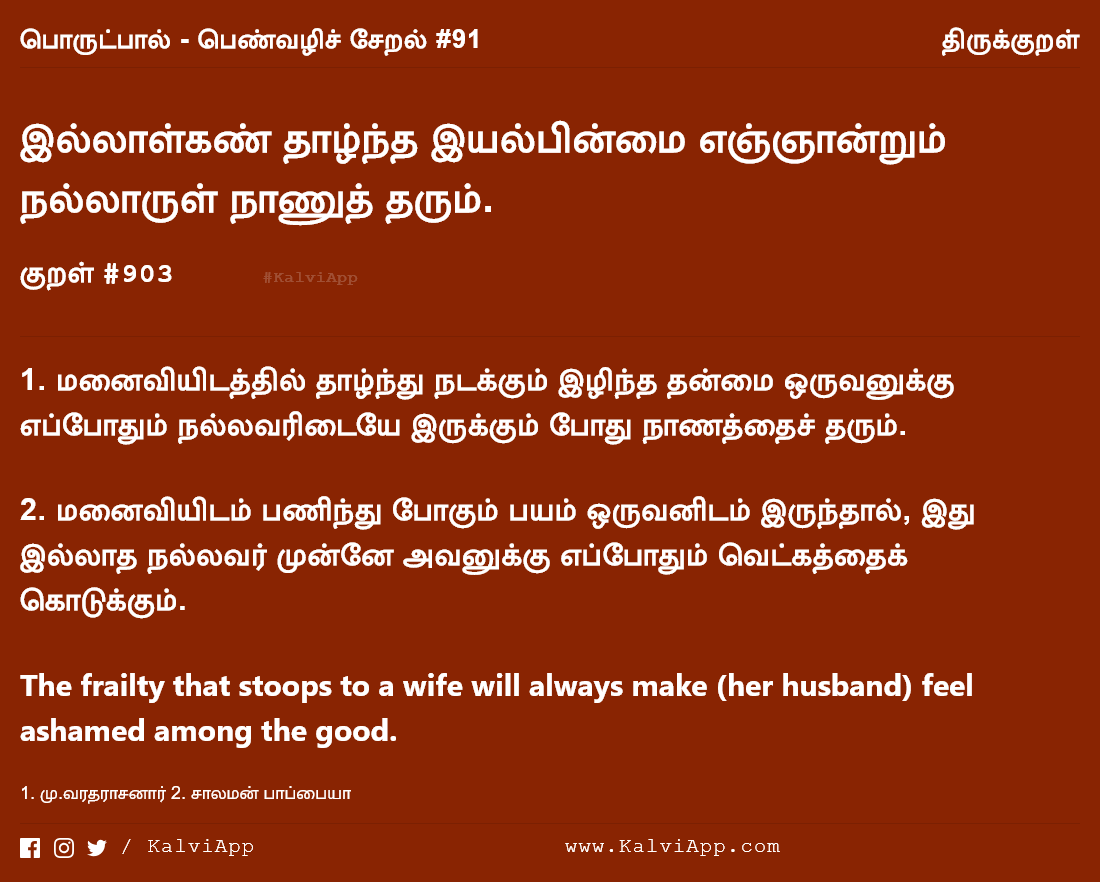 பொருட்பால் - பெண்வழிச் சேறல் #91
திருக்குறள்
இல்லாள்கண் தாழ்ந்த இயல்பின்மை எஞ்ஞான்றும்
நல்லாருள் நாணுத் தரும்.
குறள் #903
#KalviApp
1. மனைவியிடத்தில் தாழ்ந்து நடக்கும் இழிந்த தன்மை ஒருவனுக்கு
எப்போதும் நல்லவரிடையே இருக்கும் போது நாணத்தைச் தரும்.
2. மனைவியிடம் பணிந்து போகும் பயம் ஒருவனிடம் இருந்தால், இது
இல்லாத நல்லவர் முன்னே அவனுக்கு எப்போதும் வெட்கத்தைக்
கொடுக்கும்.
The frailty that stoops to a wife will always make (her husband) feel
ashamed among the good.
1. மு.வரதராசனார் 2. சாலமன் பாப்பையா
/ KalviApp
www.KalviApp.com